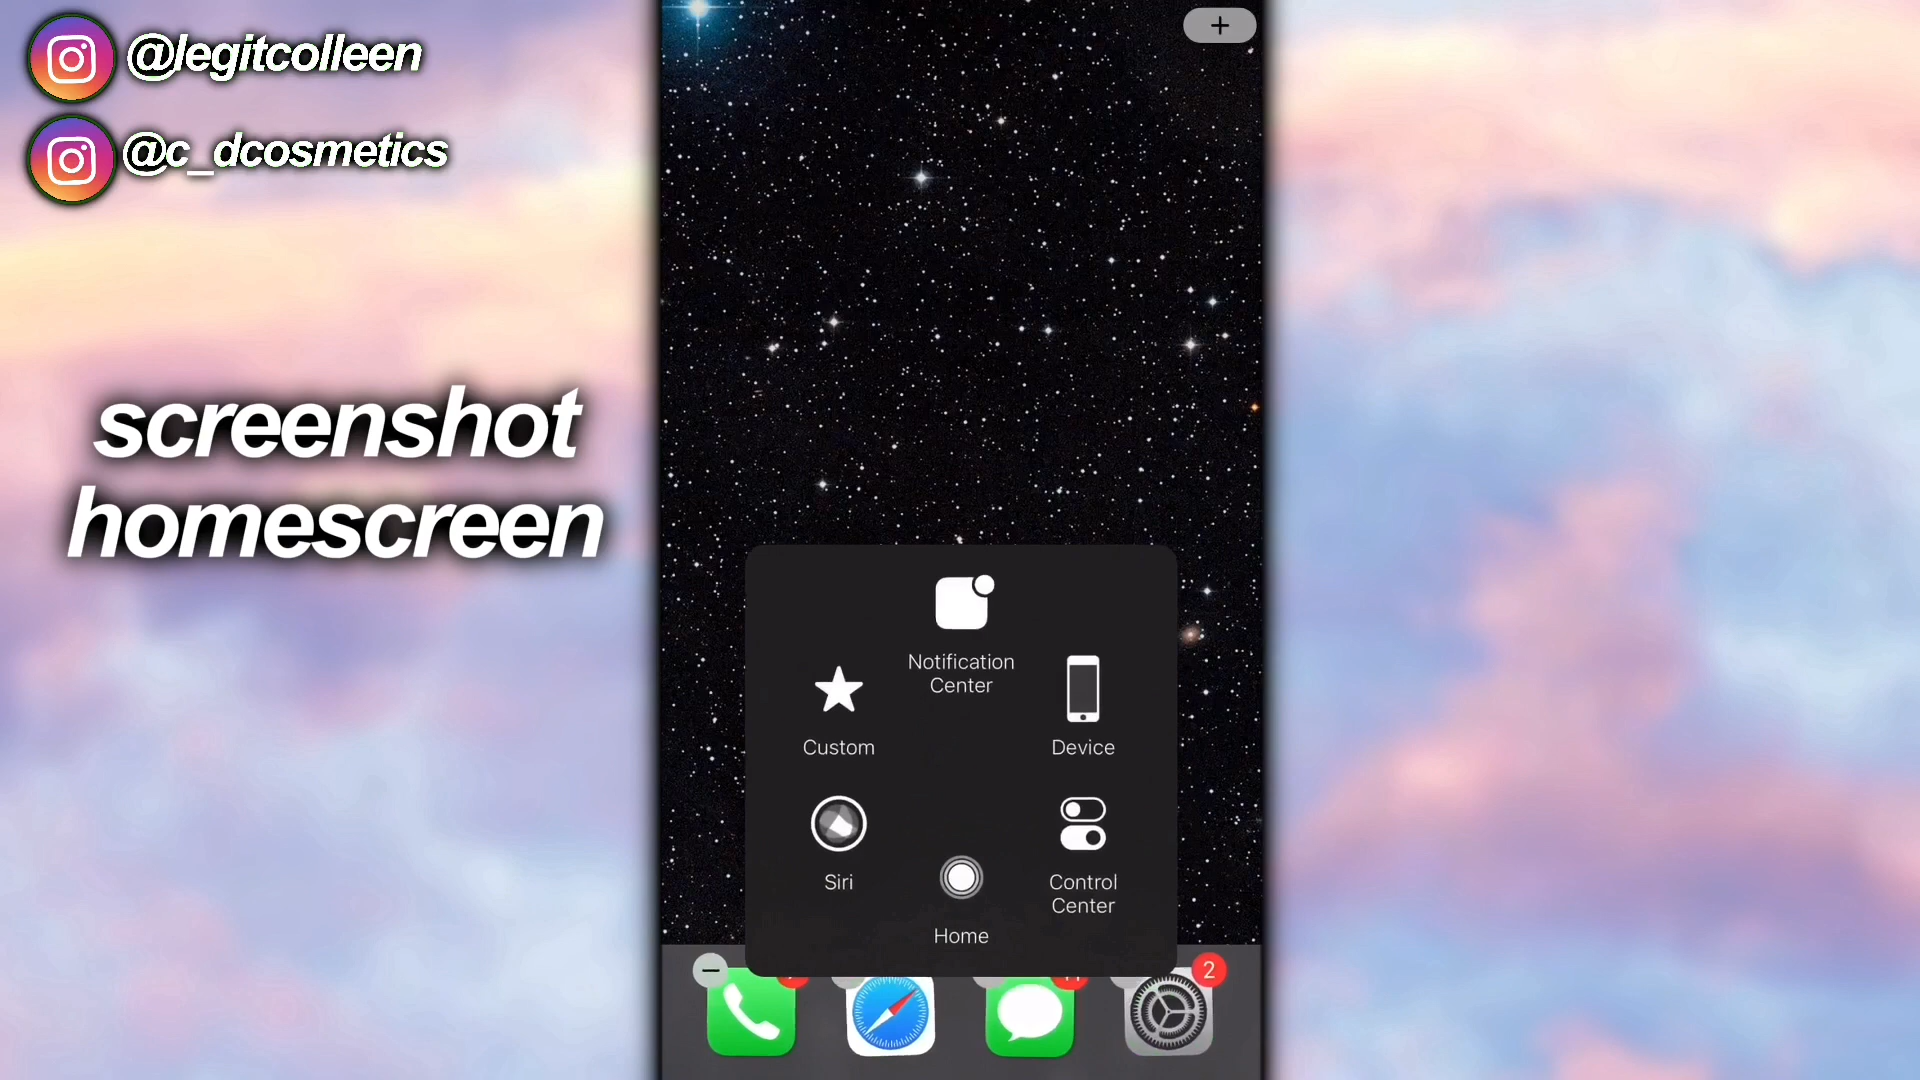 @legitcolleen
@c_dcosmetics
screenshot
homescreen
Notification
Center
Custom
Device
Siri
Control
Center
Home
2